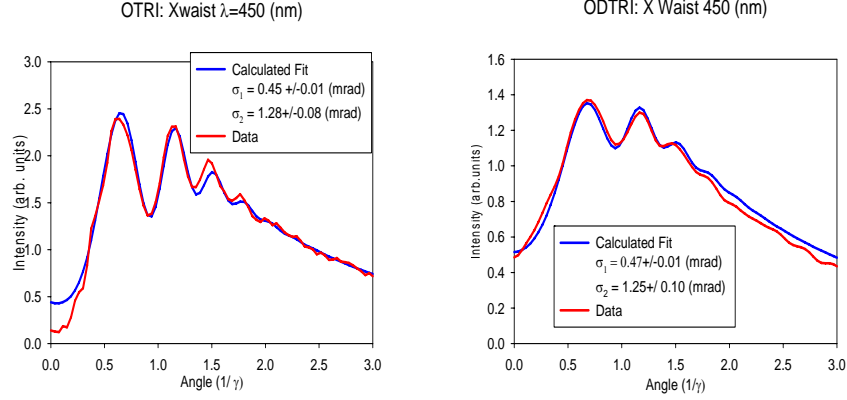 OTRI: Xwaist λ=450 (nm)
3.0
2.5
2.0
1.5
1.0
0.5
0.0
Intensity (arb. units)
Calculated Fit
σ1 = 0.45 +/-0.01 (mrad)
σ2 = 1.28+/-0.08 (mrad)
Data
0.0 0.5 1.0 1.5 2.0 2.5 3.0
Angle (1/ γ)
ODTRI: X Waist 450 (nm)
1.6
1.4
1.2
1.0
0.8
0.6
0.4
0.2
0.0
Intensity (arb.units)
Calculated Fit
σ1 = 0.47+/-0.01 (mrad)
σ2 = 1.25+/ 0.10 (mrad)
Data
0.0 0.5 1.0 1.5 2.0 2.5 3.0
Angle (1/γ)